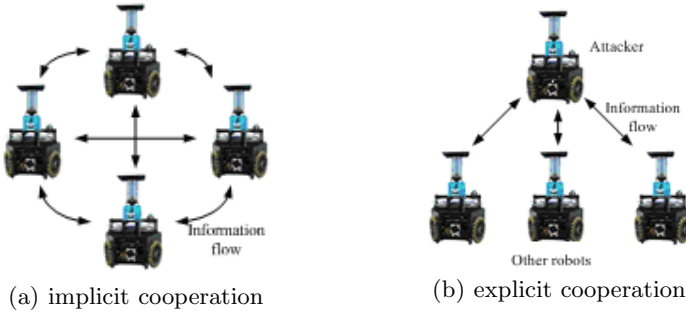 Attacker
Information
flow
Information
flow
Other robots
(a) implicit cooperation
(b) explicit cooperation